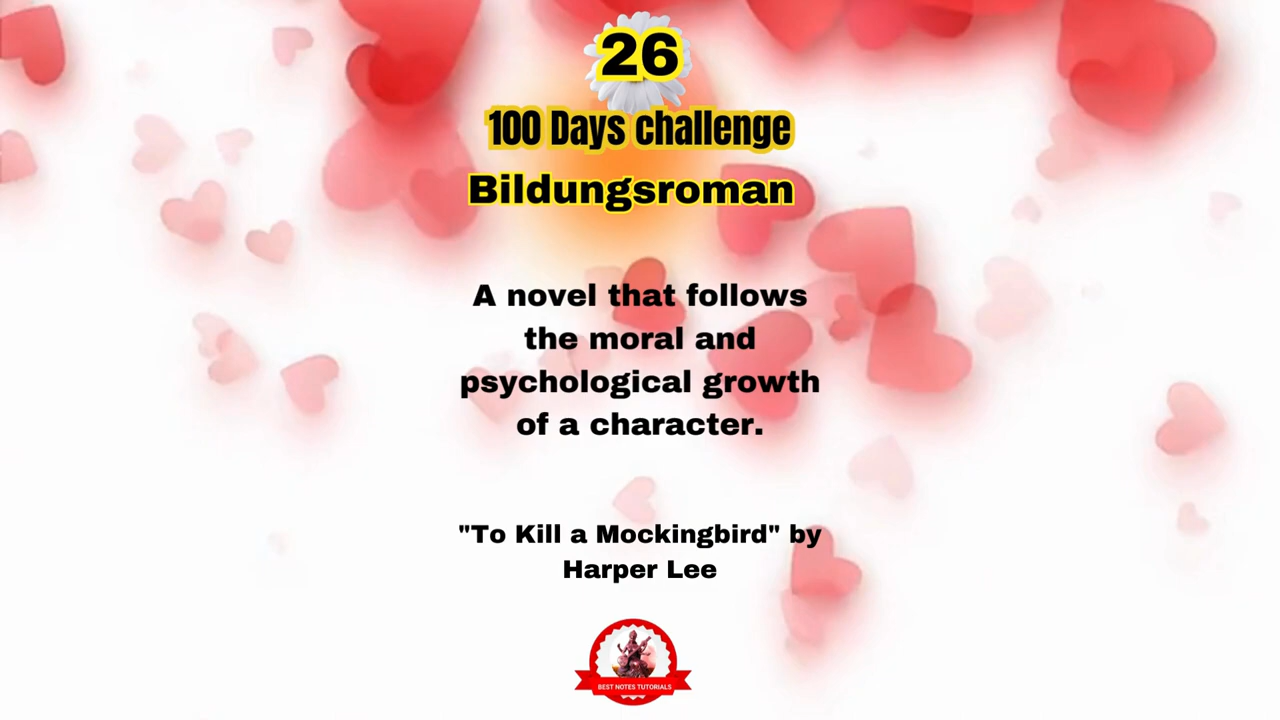 26
100 Days challenge
Bildungsroman
A novel that follows
the moral and
psychological growth
of a character.
"To Kill a Mockingbird" by
Harper Lee
BEST NOTES TUTORIALS